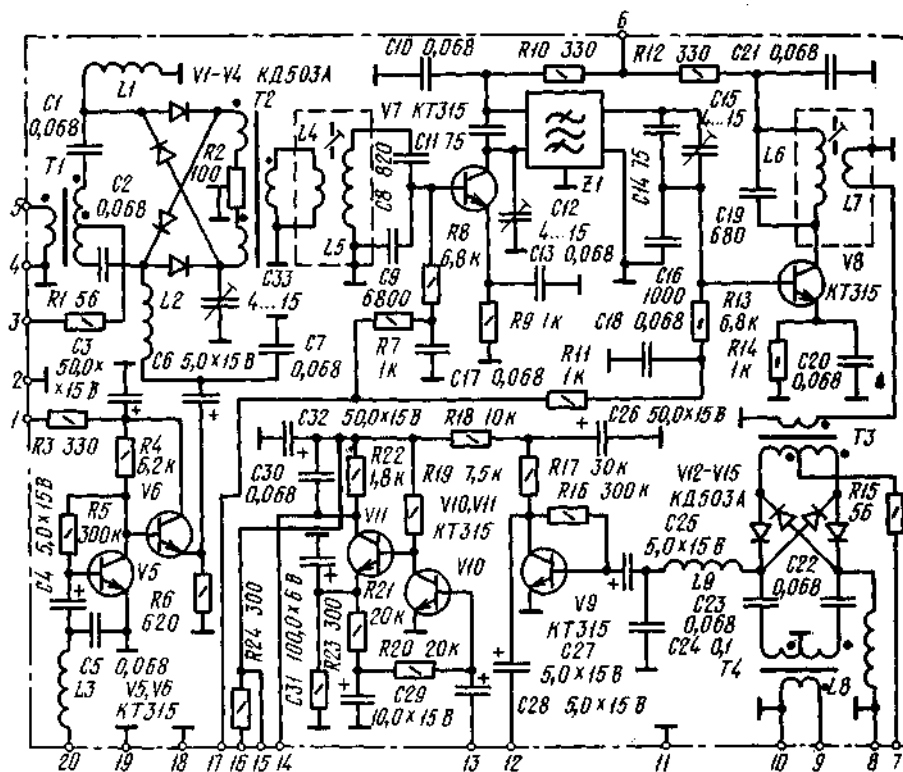 6
C10 0,068
R10 330
R12 330
C21 0,068
L1
V1-V4
КД503А
C1
0,068
T2
V7 КТ315
C15
4...15
L4
C11 75
T1
R2
100
C2
0,068
C8 820
Z1
C14 75
L6
L7
5
R8
6,8к
C12
4...15
C13 0,068
C19
680
L5
V8
КТ315
4
C33
4...15
C9
6800
C16
1000
R1 56
L2
R13
6,8к
3
C3
50,0×
×15 В
C6 5,0×15 В
C7
0,068
R7
1к
R9 1к
C18
0,068
R14
1к
C20
0,068
2
C17 0,068
R11
1к
1
C32
50,0×15 В
R18 10к
C26 50,0×15 В
R3 330
R4
6,2к
T3
C30
0,068
R22
1,8к
R19 7,5к
R17 30к
R16 300к
V12-V15
КД503А
R15
56
C4 5,0×15 В
R5
300к
V6
V11
V10,V11
КТ315
C25
5,0×15 В
V5
V10
C22
0,068
R6
620
R24 300
C31 100,0×6 В
R23 300
R21
20к
V9
КТ315
L9
C23
0,068
C24 0,1
R20 20к
C27
5,0×15 В
T4
C5
0,068
L3
V5,V6
КТ315
C29
10,0×15 В
C28 5,0×15 В
L8
20
19
18
17
16
15
14
13
12
11
10
9
8
7